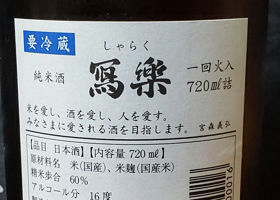 要冷蔵
しゃらく
純米酒
寫樂
一回火入
720㎖詰
米を愛し、酒を愛し、人を愛す。
みなさまに愛される酒を目指します。 宮森義弘
【品目 日本酒】【内容量 720㎖】
原材料名 米(国産)、米麹(国産米)
精米歩合 60%
アルコール分 16度